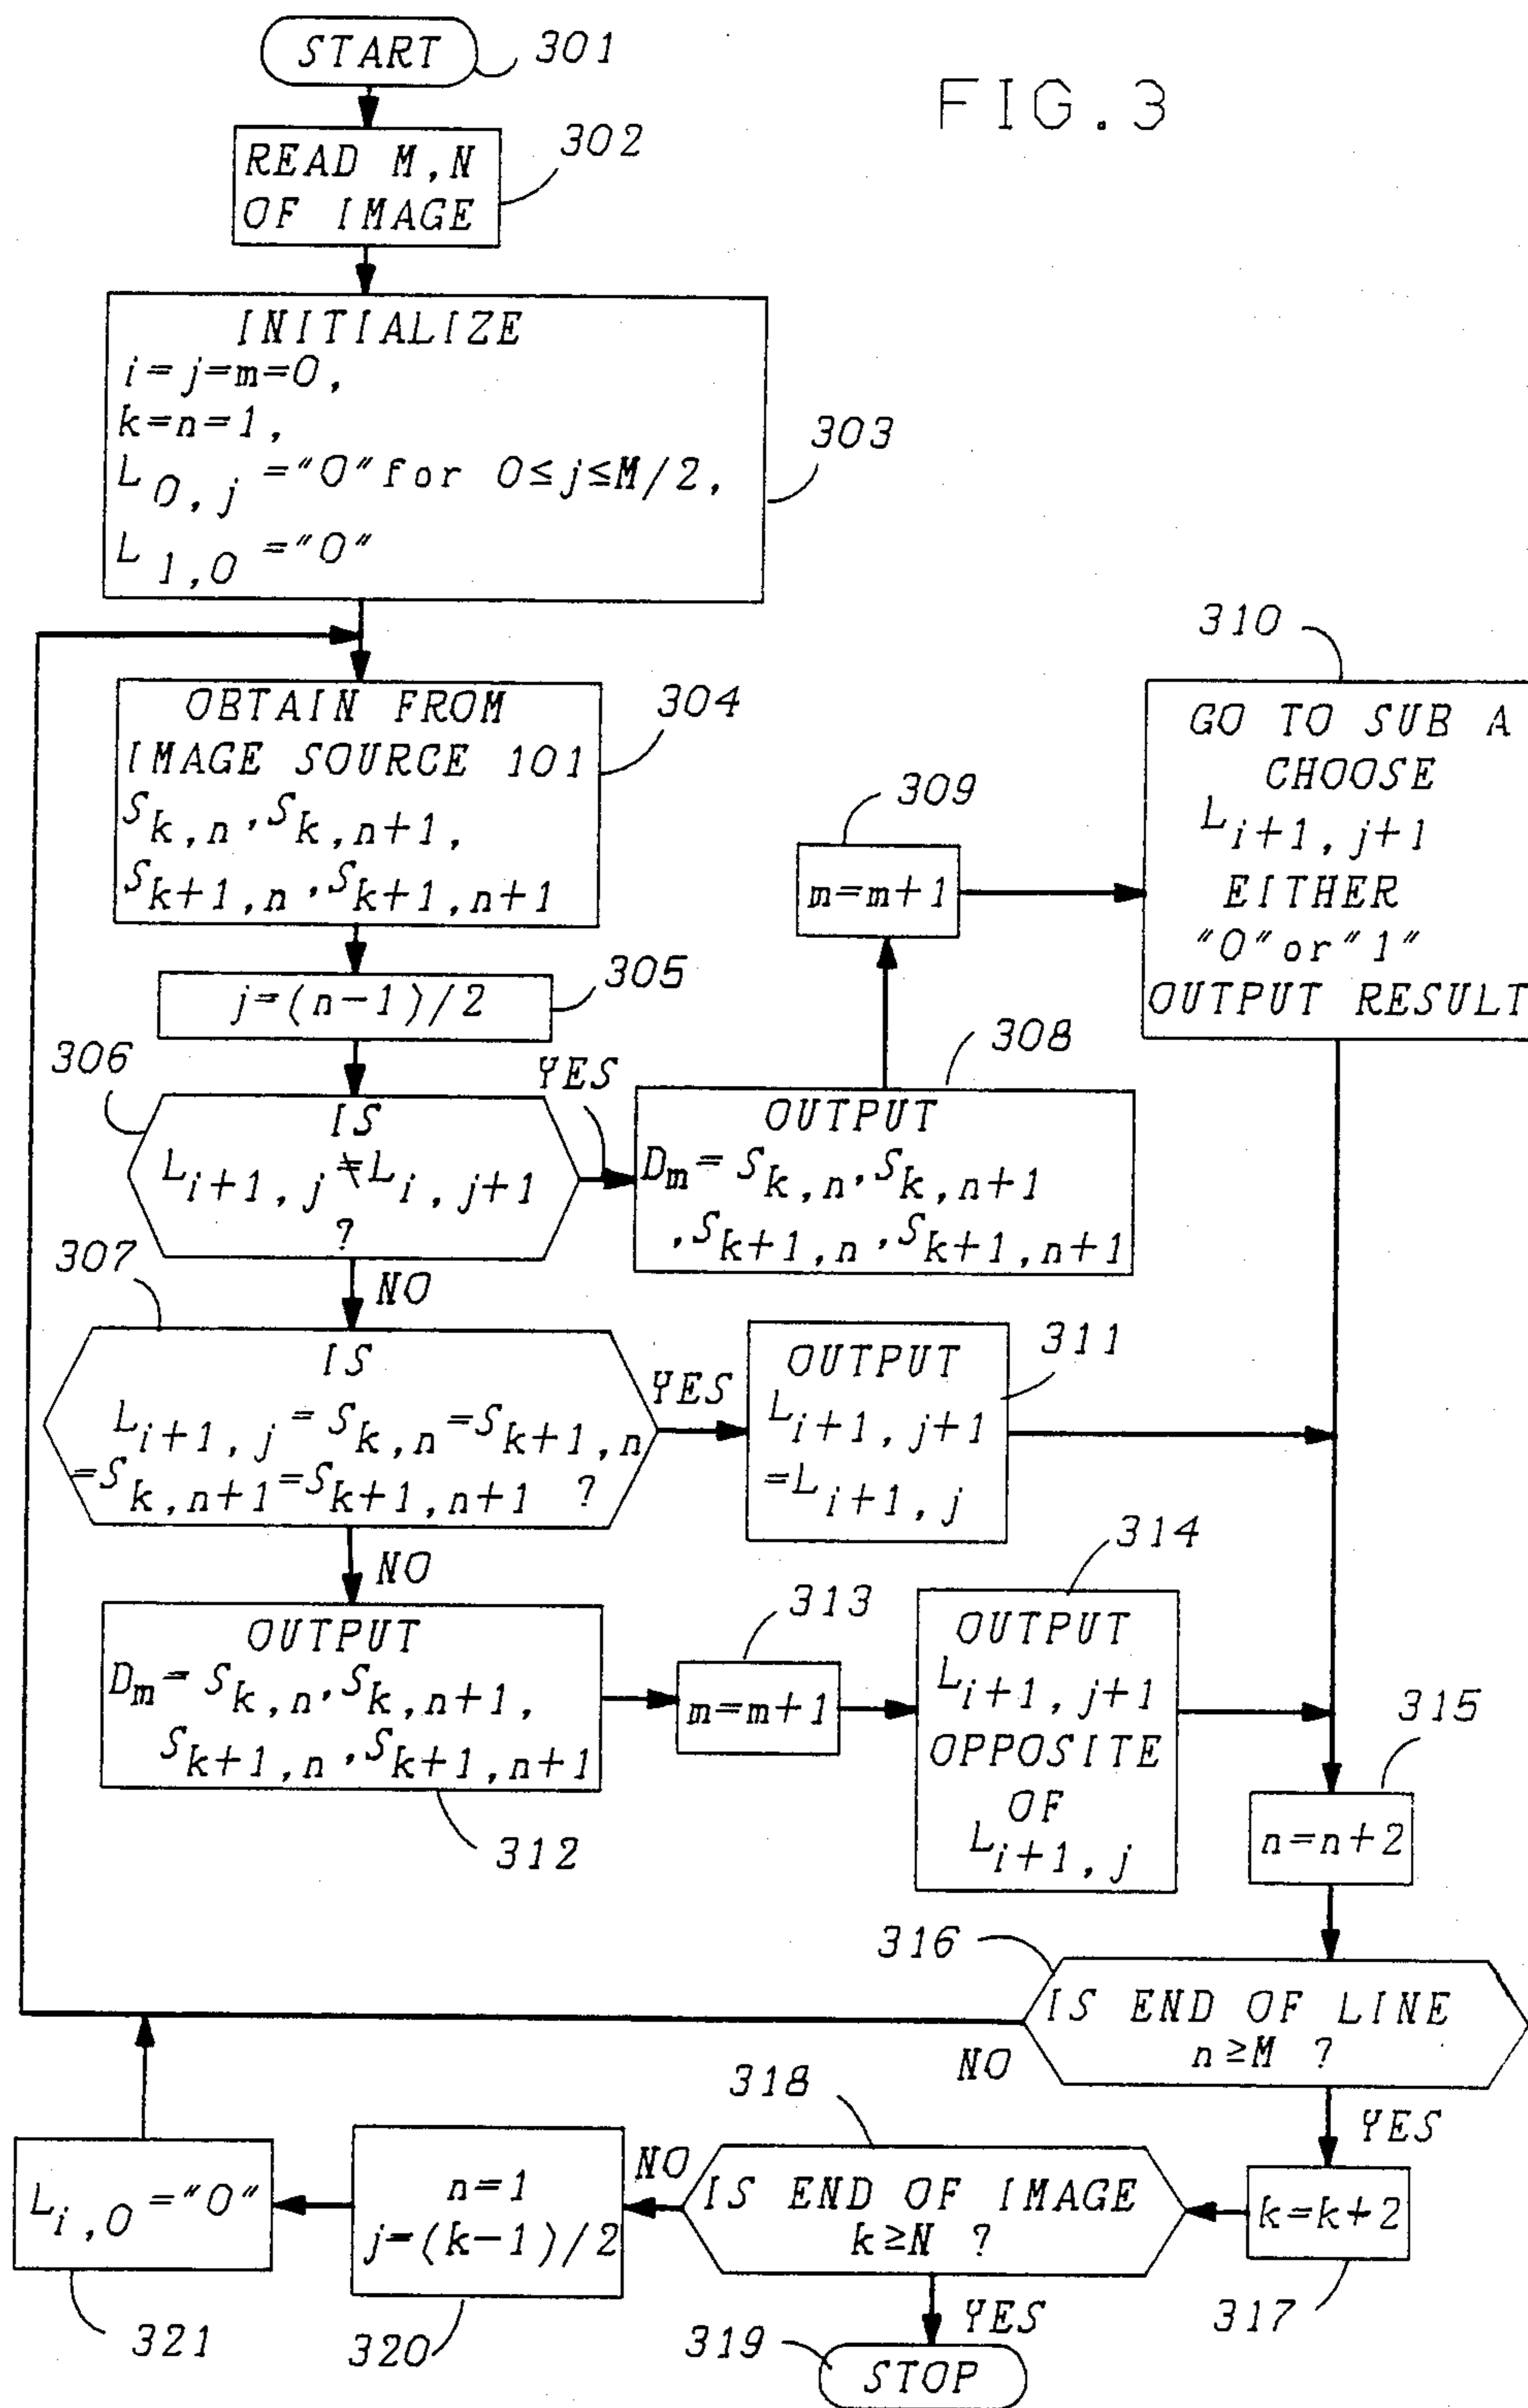 START
301
FIG.3
302
READ M,N
OF IMAGE
INITIALIZE
i=j=m=0,
k=n=1,
L0,j="0" for 0≤j≤M/2,
L1,0="0"
303
310
OBTAIN FROM
IMAGE SOURCE 101
Sk,n,Sk,n+1,
Sk+1,n,Sk+1,n+1
304
GO TO SUB A
CHOOSE
Li+1,j+1
EITHER
"0" or "1"
OUTPUT RESULT
309
m=m+1
305
j=(n-1)/2
308
306
YES
IS
Li+1,j≠Li,j+1
?
OUTPUT
Dm=Sk,n,Sk,n+1
,Sk+1,n,Sk+1,n+1
307
NO
IS
Li+1,j=Sk,n=Sk+1,n
=Sk,n+1=Sk+1,n+1 ?
YES
OUTPUT
Li+1,j+1
=Li+1,j
311
NO
314
313
OUTPUT
Dm=Sk,n,Sk,n+1,
Sk+1,n,Sk+1,n+1
312
m=m+1
OUTPUT
Li+1,j+1
OPPOSITE
OF
Li+1,j
315
n=n+2
316
IS END OF LINE
n≥M ?
NO
YES
318
k=k+2
317
IS END OF IMAGE
k≥N ?
NO
n=1
j=(k-1)/2
320
Li,0="0"
321
YES
319
STOP